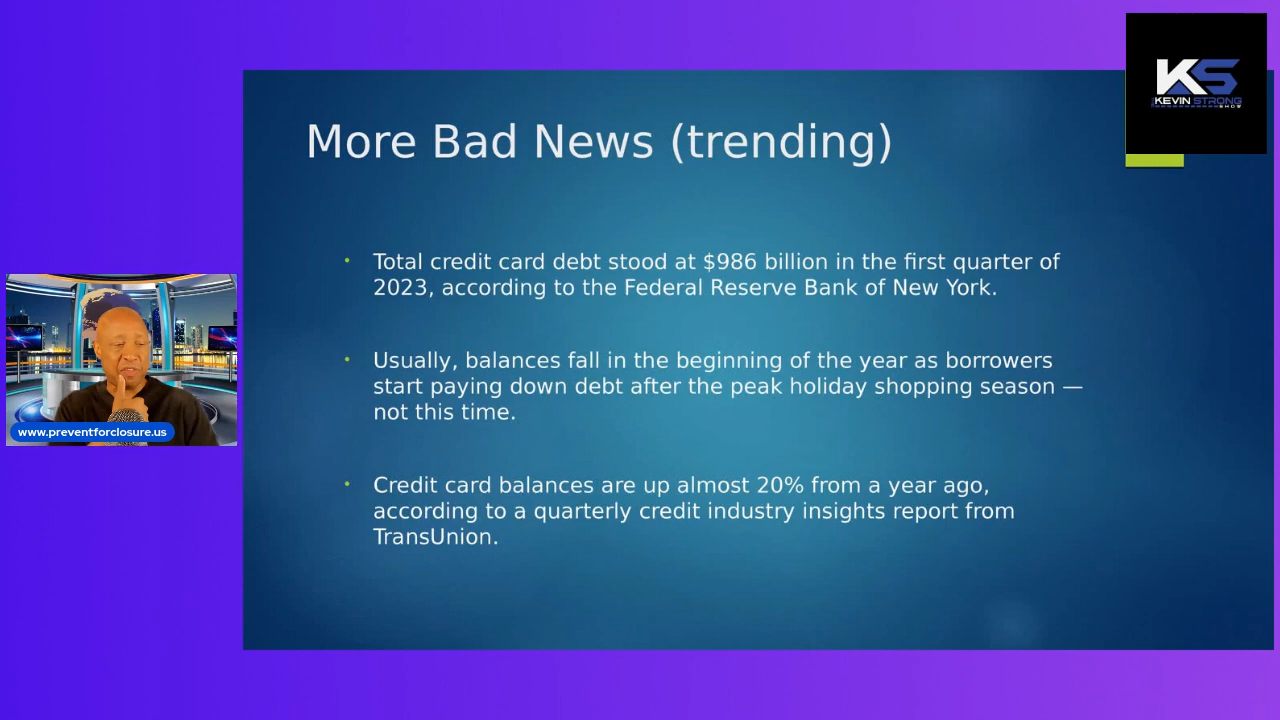 KS
KEVIN STRONG
SHOW
More Bad News (trending)
• Total credit card debt stood at $986 billion in the first quarter of
2023, according to the Federal Reserve Bank of New York.
• Usually, balances fall in the beginning of the year as borrowers
start paying down debt after the peak holiday shopping season —
not this time.
• Credit card balances are up almost 20% from a year ago,
according to a quarterly credit industry insights report from
TransUnion.
www.preventforclosure.us